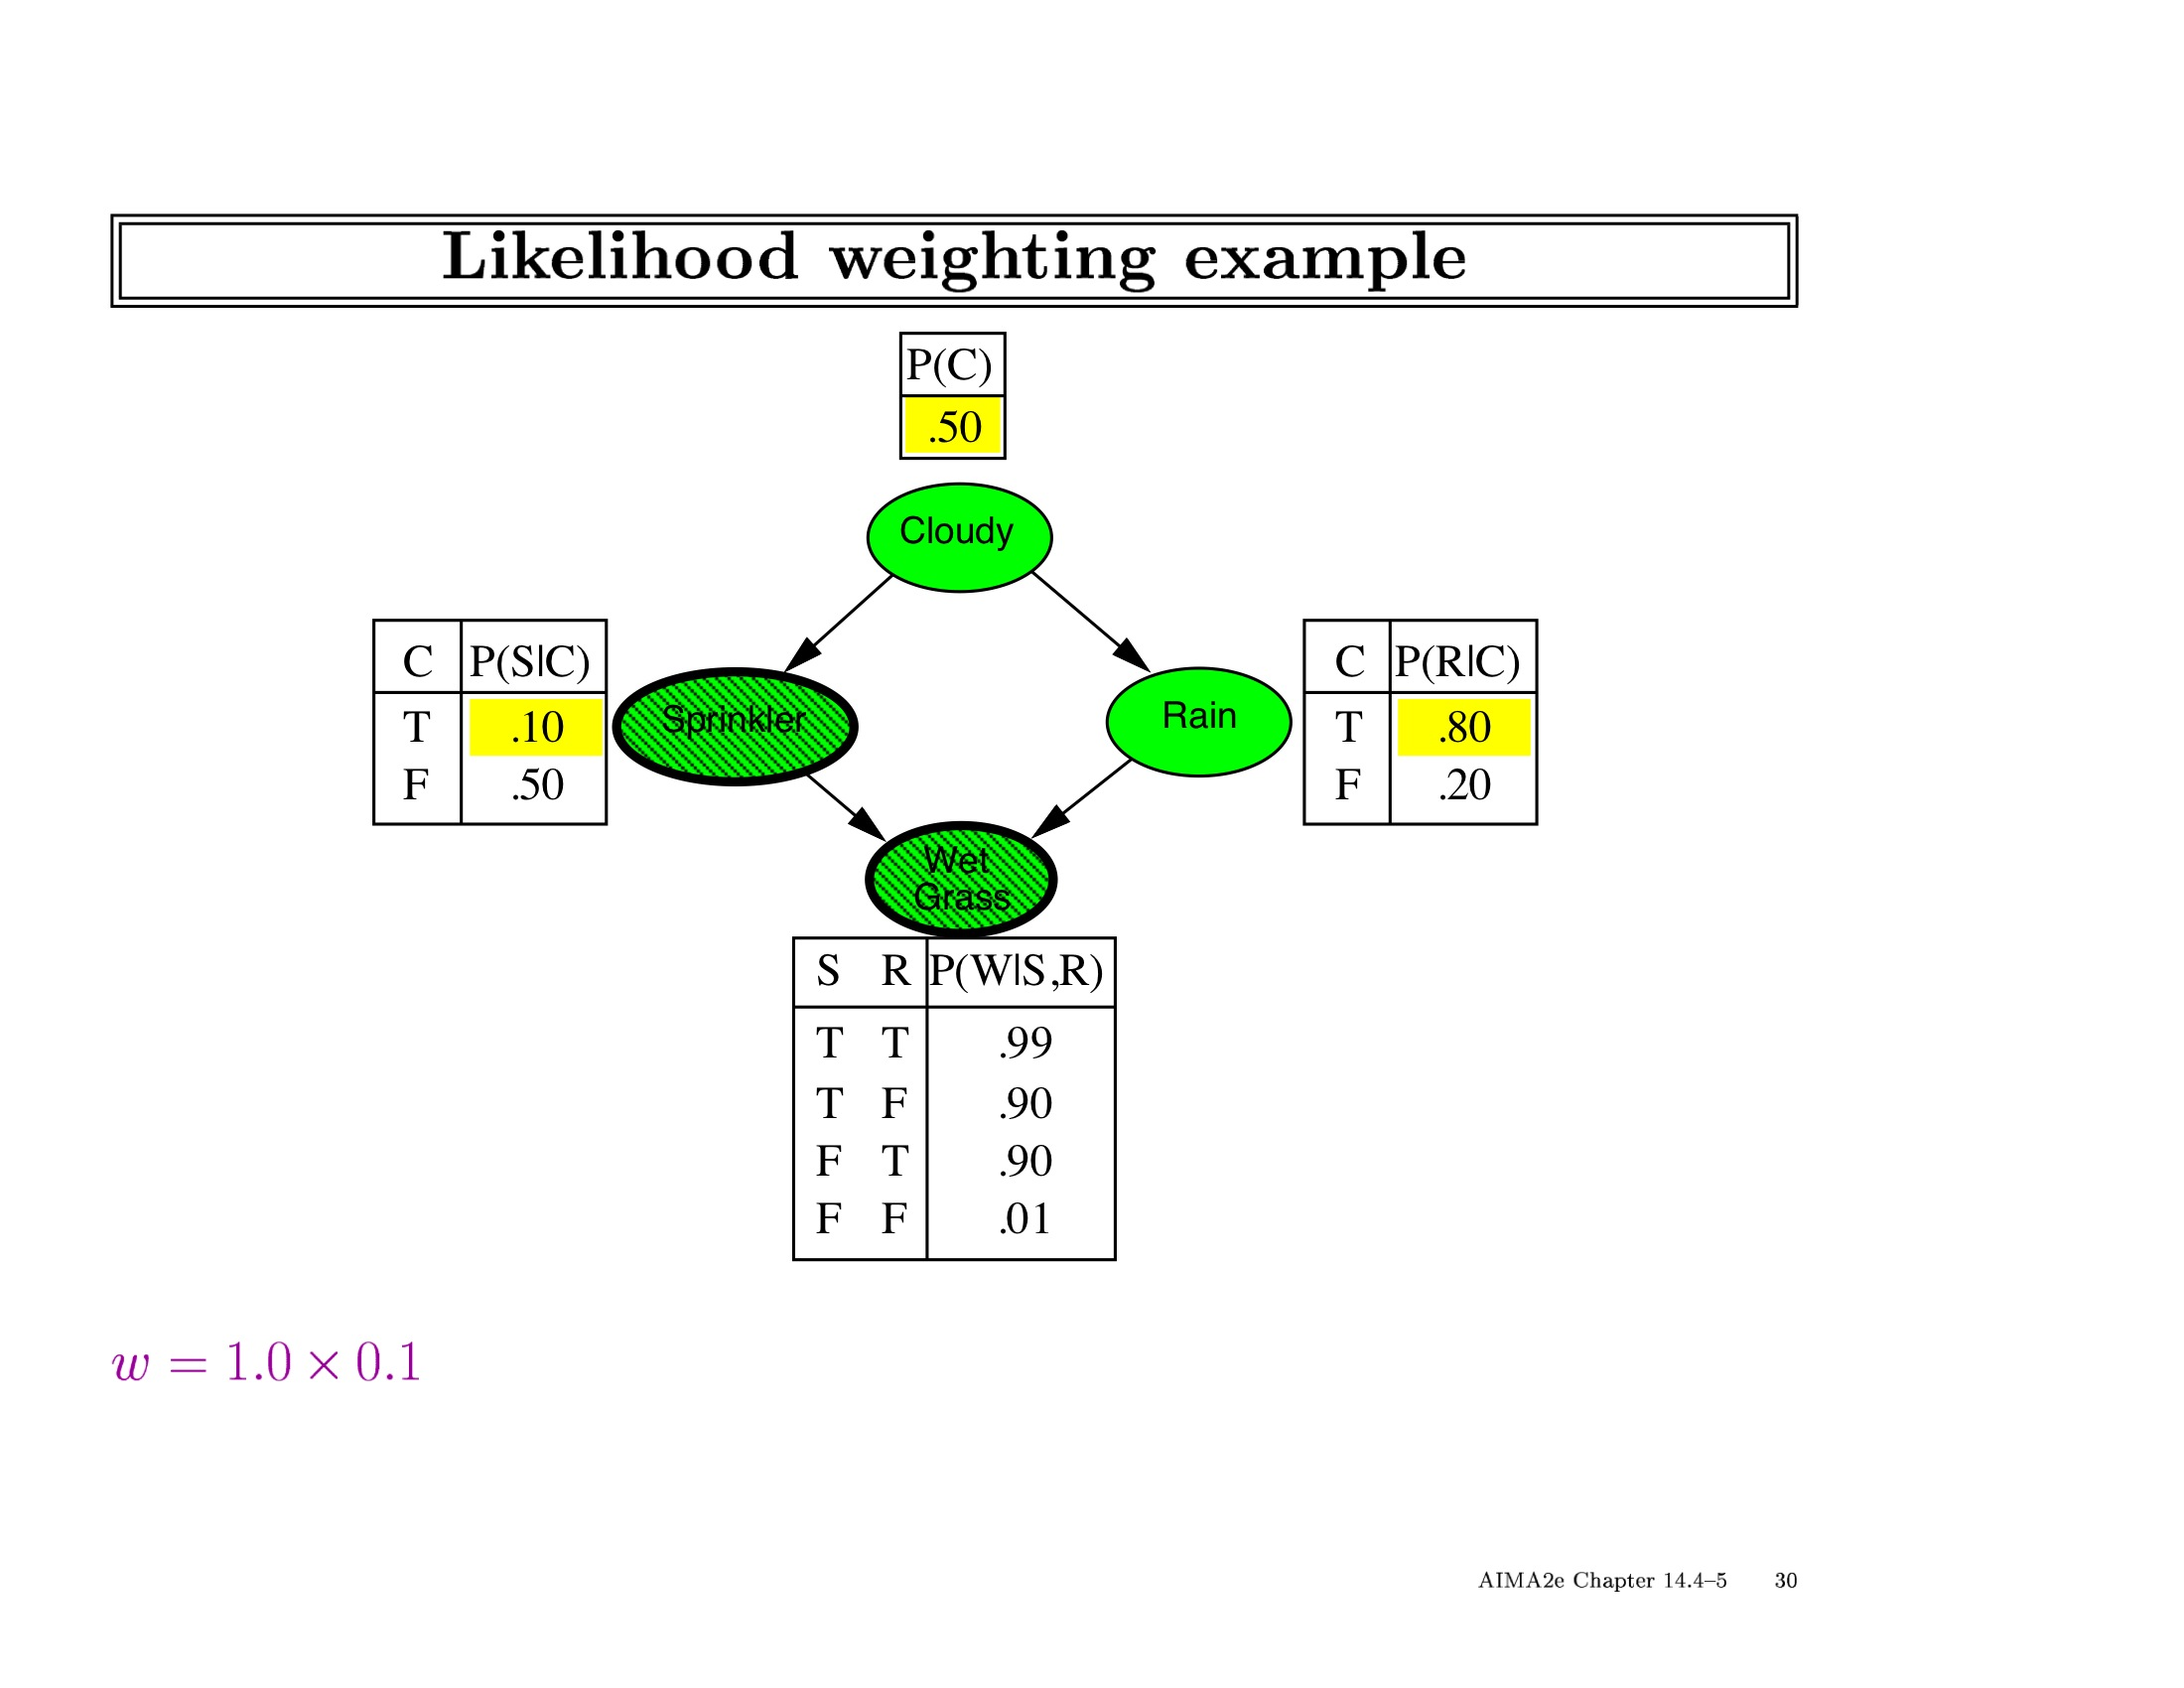 Likelihood weighting example
P(C)
.50
Cloudy
C P(S|C)
T .10
F .50
Sprinkler
Rain
C P(R|C)
T .80
F .20
Wet
Grass
S R P(W|S,R)
T T .99
T F .90
F T .90
F F .01
w = 1.0 × 0.1
AIMA2e Chapter 14.4–5 30